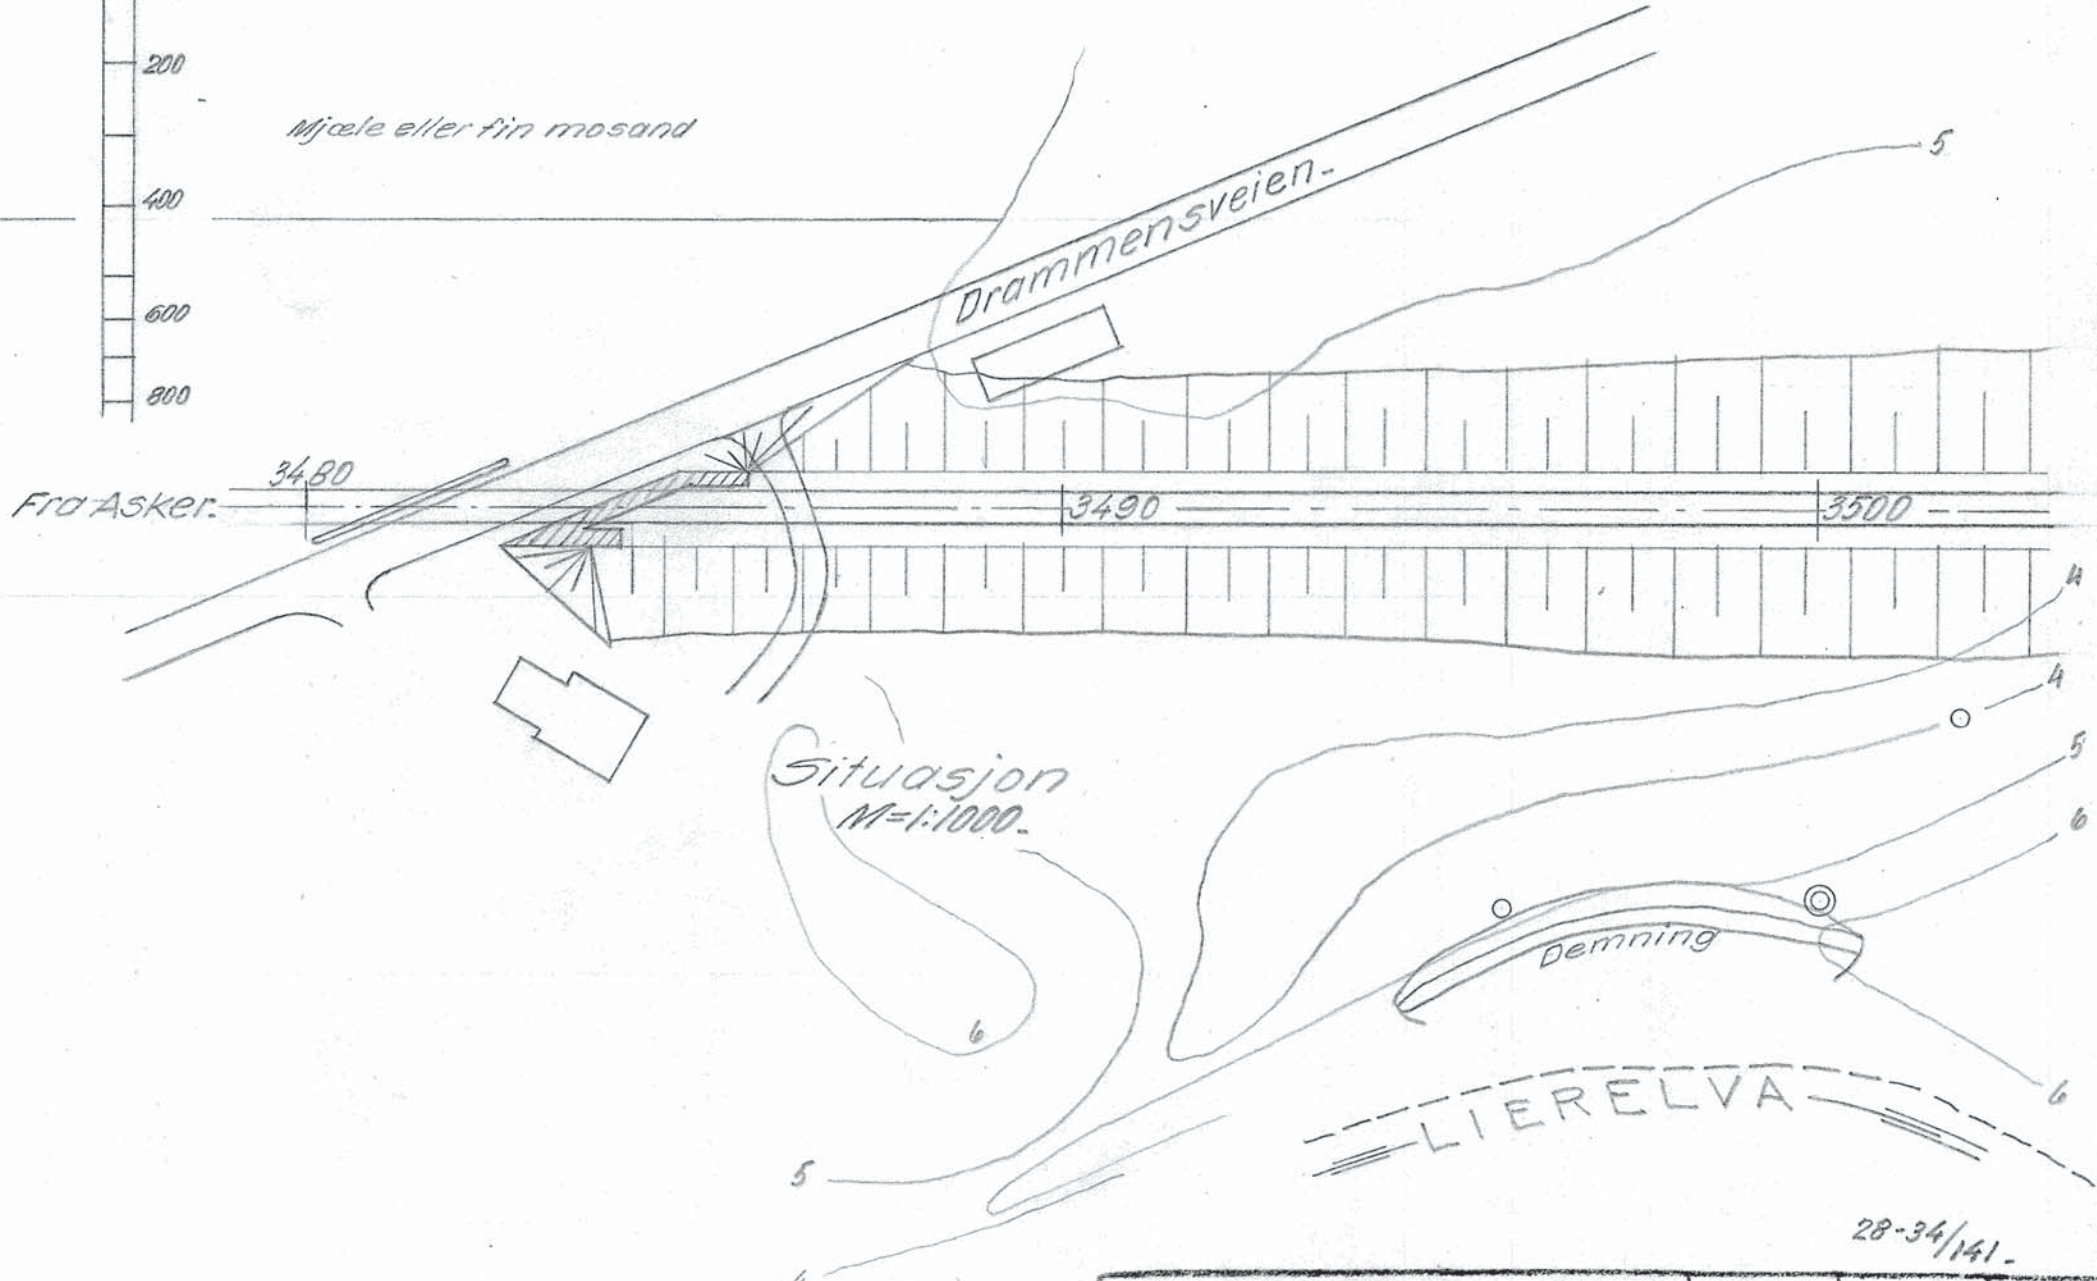 200
Mjæle eller fin mosand
400
600
800
5
Drammensveien.
3480
Fra Asker.
3490
3500
4
4
5
6
Situasjon
M=1:1000.
Demning
6
6
LIERELVA
5
4
28-34/141.